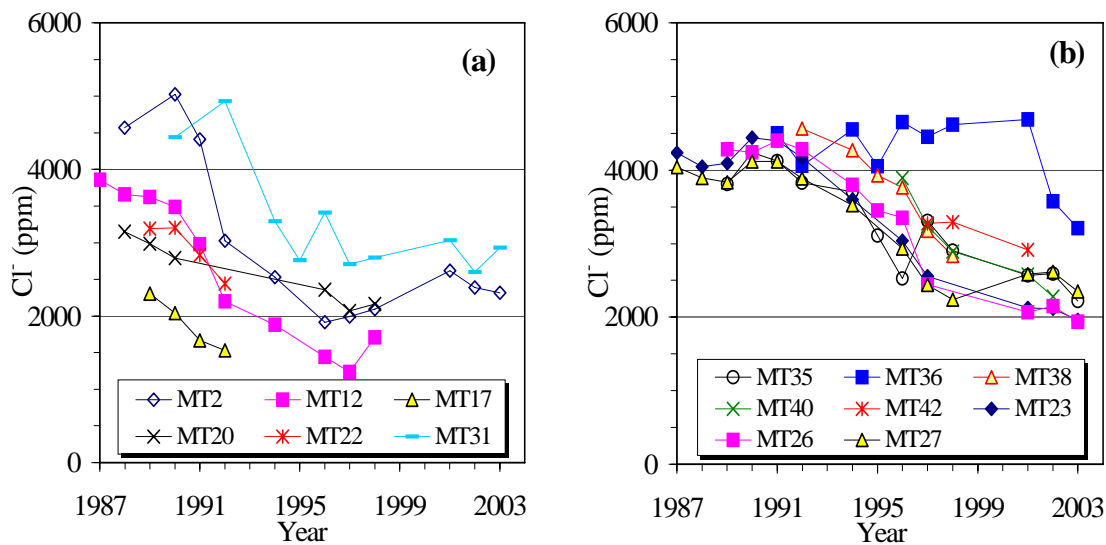 6000
4000
2000
0
Cl⁻ (ppm)
(a)
MT2 MT12 MT17
MT20 MT22 MT31
1987 1991 1995 1999 2003
Year
6000
4000
2000
0
Cl⁻ (ppm)
(b)
MT35 MT36 MT38
MT40 MT42 MT23
MT26 MT27
1987 1991 1995 1999 2003
Year